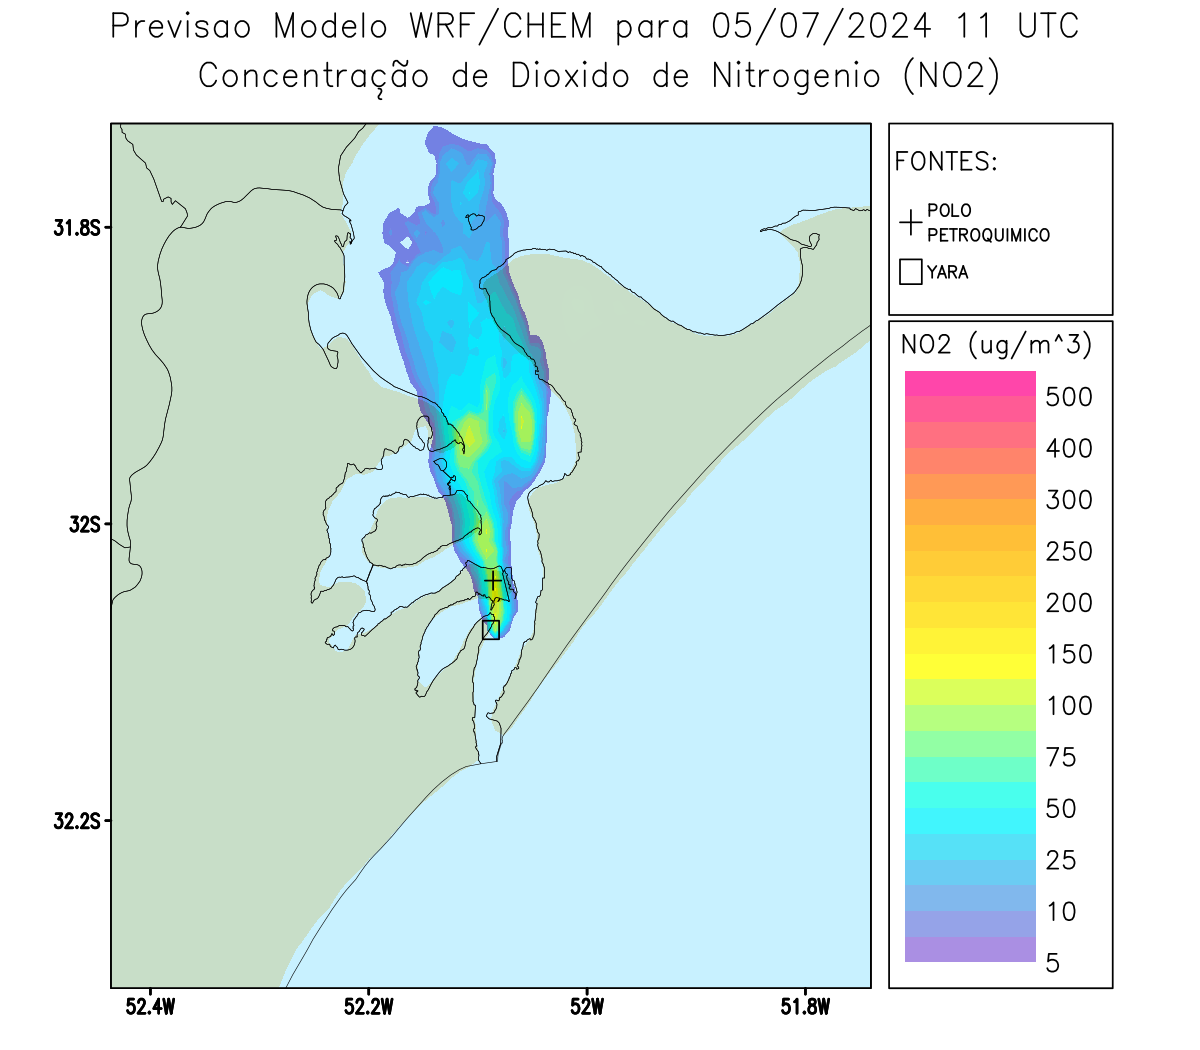 Previsao Modelo WRF/CHEM para 05/07/2024 11 UTC
Concentração de Dioxido de Nitrogenio (NO2)
FONTES:
POLO
PETROQUIMICO
YARA
NO2 (ug/m^3)
500
400
300
250
200
150
100
75
50
25
10
5
31.8S
32S
32.2S
52.4W
52.2W
52W
51.8W